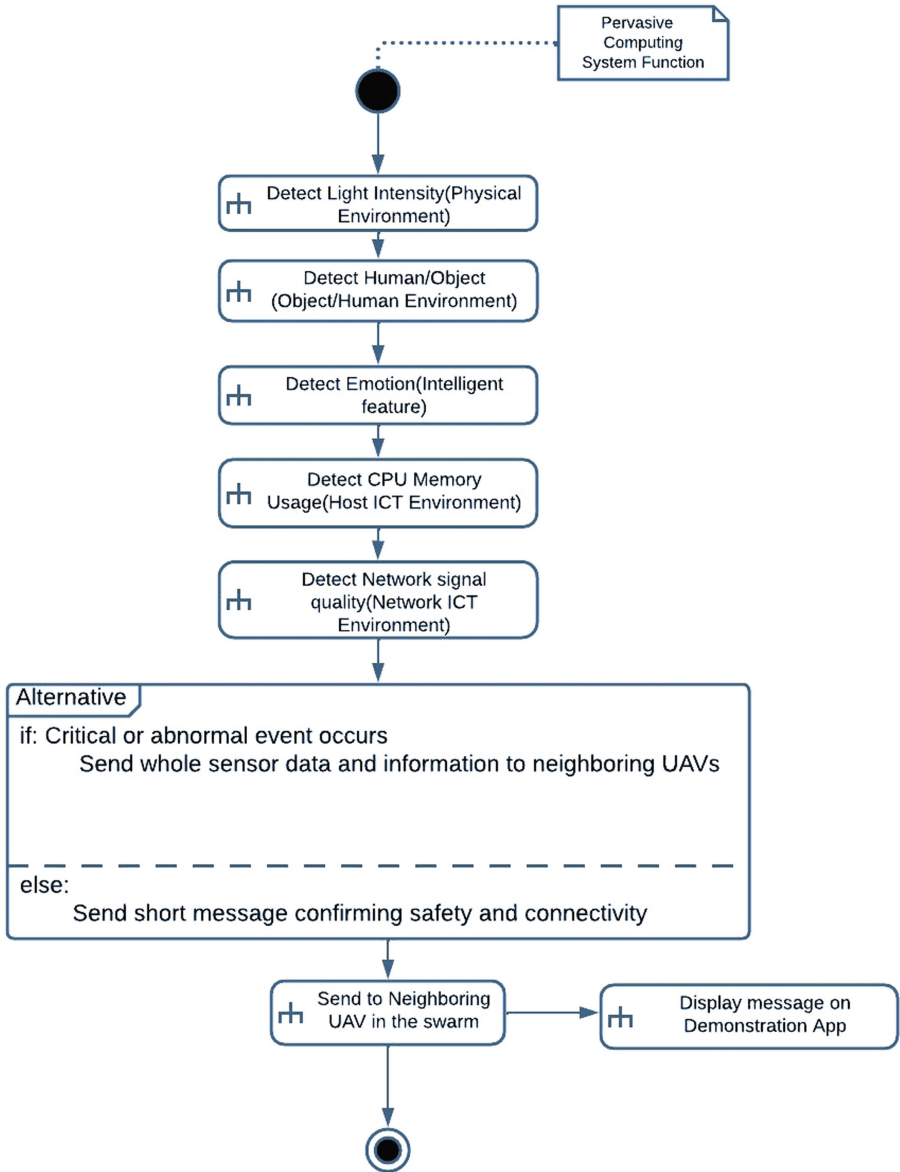 Pervasive
Computing
System Function
Detect Light Intensity(Physical
Environment)
Detect Human/Object
(Object/Human Environment)
Detect Emotion(Intelligent
feature)
Detect CPU Memory
Usage(Host ICT Environment)
Detect Network signal
quality(Network ICT
Environment)
Alternative
if: Critical or abnormal event occurs
Send whole sensor data and information to neighboring UAVs
else:
Send short message confirming safety and connectivity
Send to Neighboring
UAV in the swarm
Display message on
Demonstration App